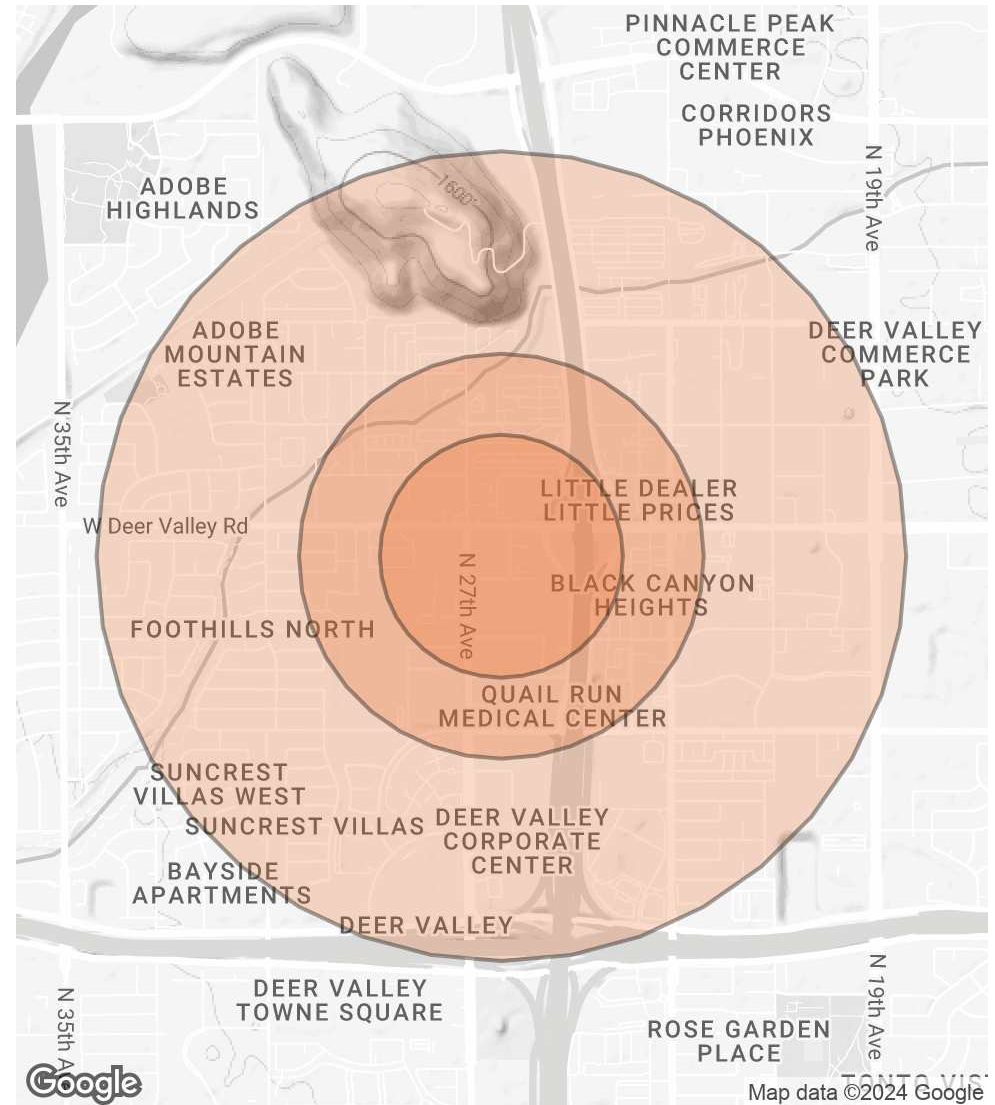 PINNACLE PEAK
COMMERCE
CENTER
CORRIDORS
PHOENIX
N 19th Ave
ADOBE
HIGHLANDS
1600'
ADOBE
MOUNTAIN
ESTATES
DEER VALLEY
COMMERCE
PARK
N 35th Ave
LITTLE DEALER
LITTLE PRICES
W Deer Valley Rd
N 27th Ave
BLACK CANYON
HEIGHTS
FOOTHILLS NORTH
QUAIL RUN
MEDICAL CENTER
SUNCREST
VILLAS WEST
SUNCREST VILLAS
DEER VALLEY
CORPORATE
CENTER
BAYSIDE
APARTMENTS
DEER VALLEY
N 19th Ave
DEER VALLEY
TOWNE SQUARE
N 35th A
ROSE GARDEN
PLACE
TONTO VIS
Google
Map data ©2024 Google